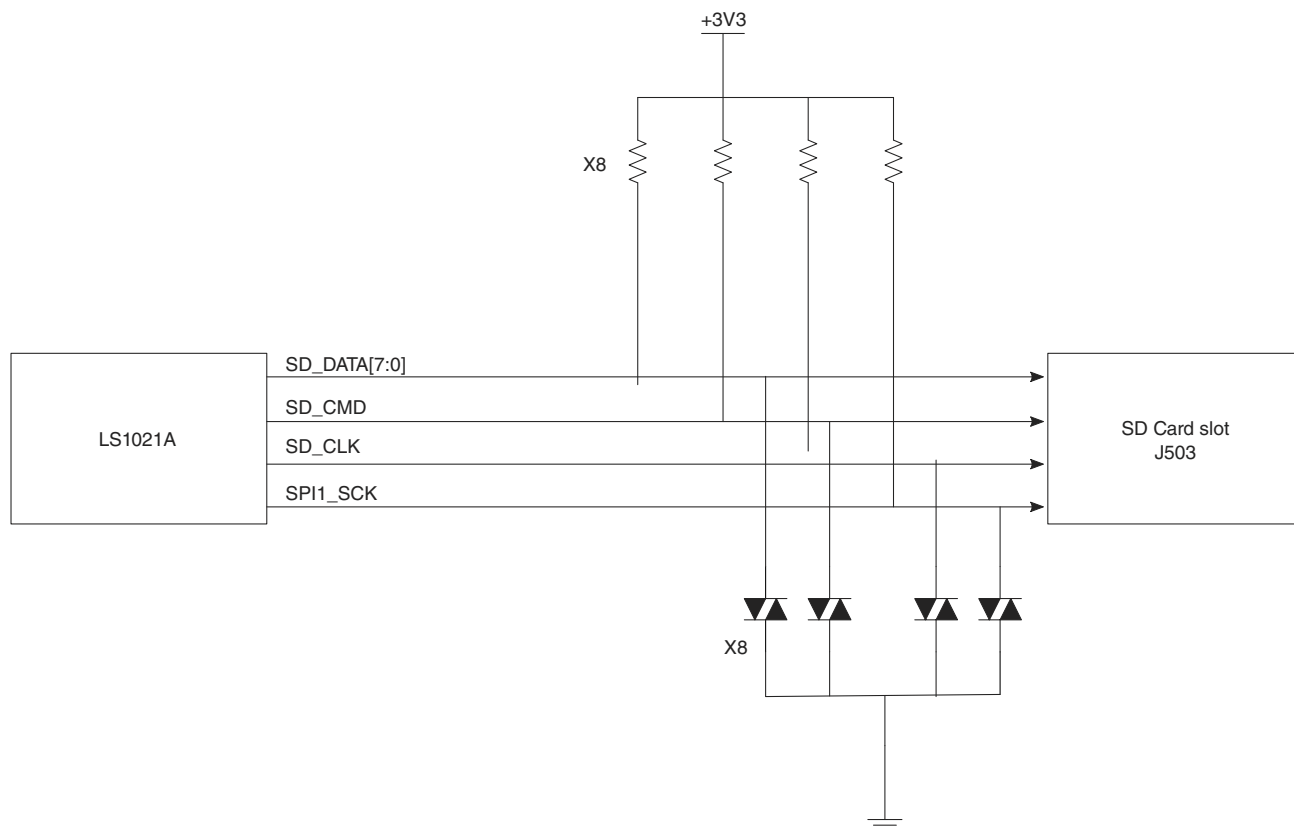 +3V3
X8
SD_DATA[7:0]
SD_CMD
LS1021A
SD_CLK
SPI1_SCK
SD Card slot
J503
X8